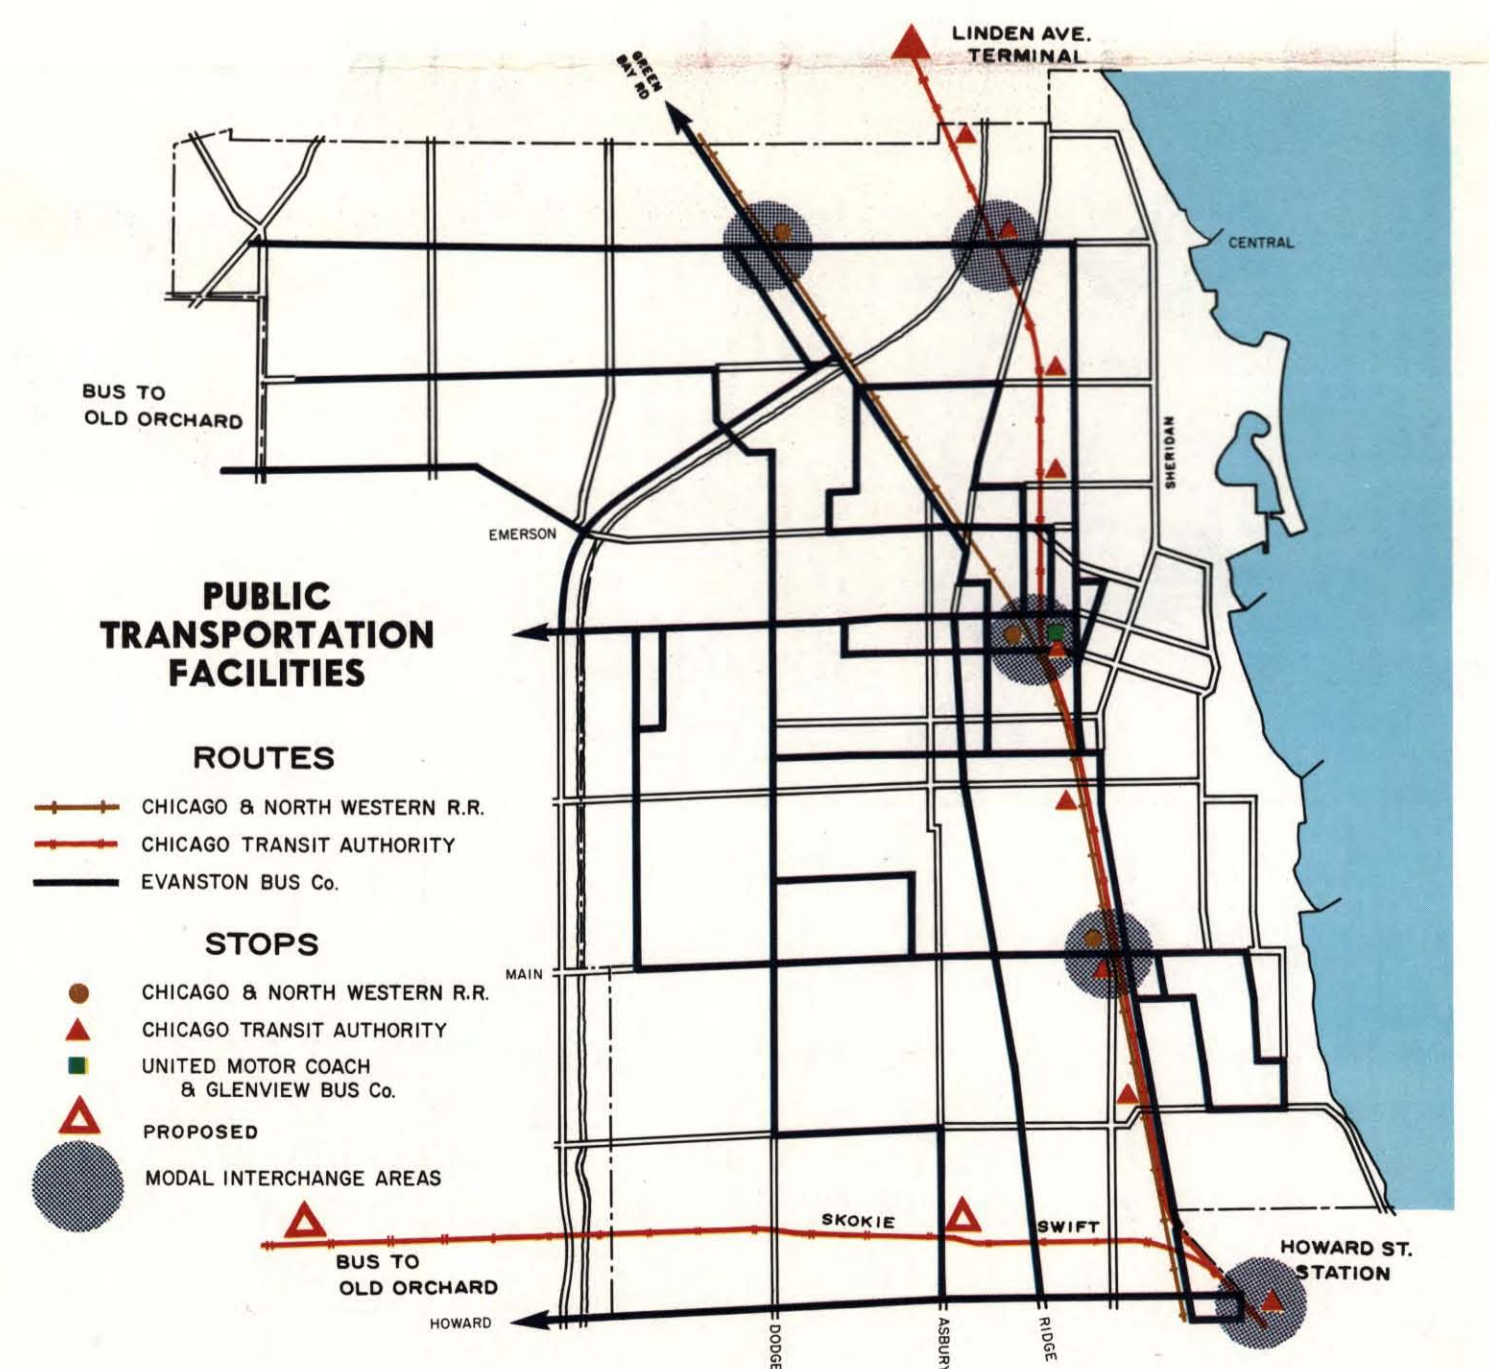 LINDEN AVE.
TERMINAL
GREEN
BAY RD
CENTRAL
BUS TO
OLD ORCHARD
SHERIDAN
EMERSON
PUBLIC
TRANSPORTATION
FACILITIES
ROUTES
CHICAGO & NORTH WESTERN R.R.
CHICAGO TRANSIT AUTHORITY
EVANSTON BUS Co.
STOPS
MAIN
CHICAGO & NORTH WESTERN R.R.
CHICAGO TRANSIT AUTHORITY
UNITED MOTOR COACH
& GLENVIEW BUS Co.
PROPOSED
MODAL INTERCHANGE AREAS
SKOKIE
SWIFT
BUS TO
OLD ORCHARD
HOWARD ST.
STATION
HOWARD
DODGE
ASBURY
RIDGE